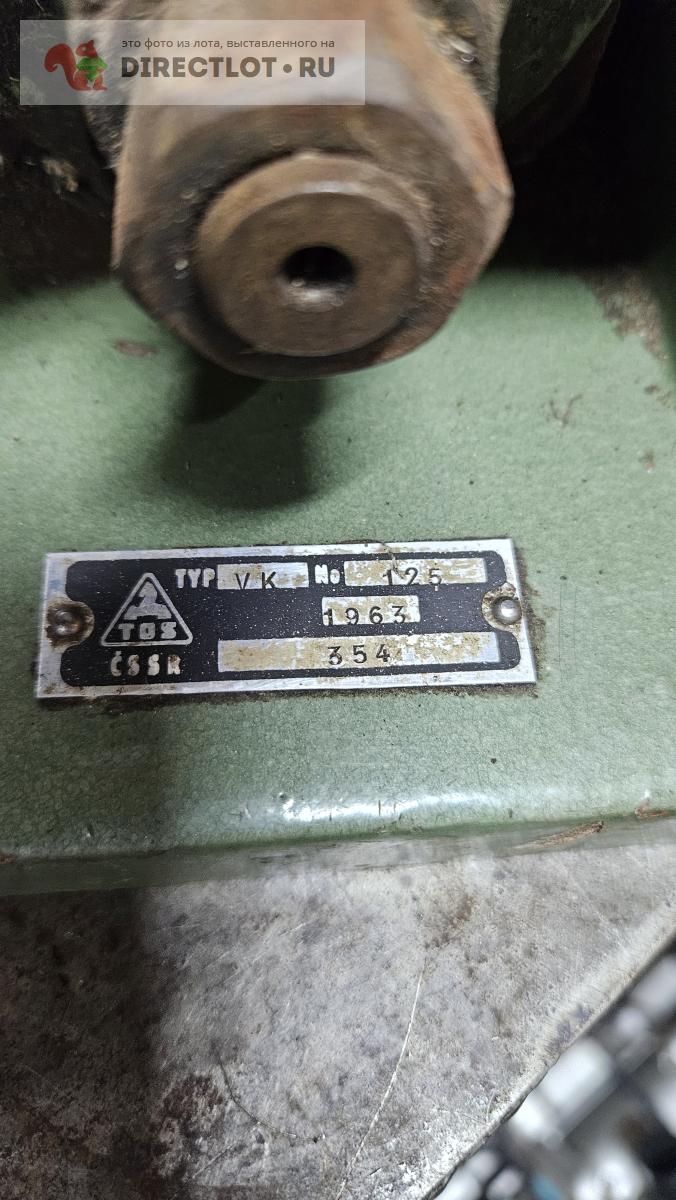 это фото из лота, выставленного на
DIRECTLOT.RU
TYP VK No 125
TOS 1963
ČSSR 354